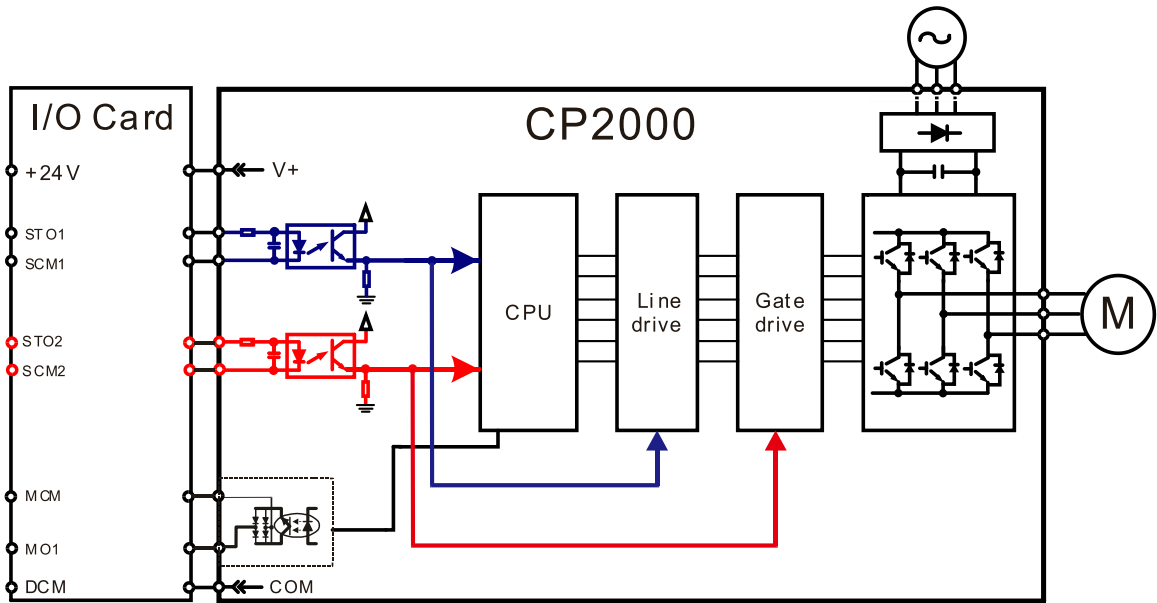 I/O Card
CP2000
+24V
V+
STO1
SCM1
STO2
SCM2
CPU
Line
drive
Gate
drive
M
MCM
MO1
DCM
COM